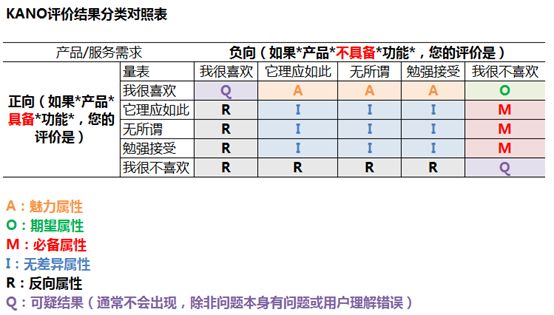 KANO评价结果分类对照表
产品/服务需求 负向（如果*产品*不具备*功能*，您的评价是）
量表 我很喜欢 它理应如此 无所谓 勉强接受 我很不喜欢
正向（如果*产品*具备*功能*，您的评价是）
我很喜欢 Q A A A O
它理应如此 R I I I M
无所谓 R I I I M
勉强接受 R I I I M
我很不喜欢 R R R R Q
A：魅力属性
O：期望属性
M：必备属性
I：无差异属性
R：反向属性
Q：可疑结果（通常不会出现，除非问题本身有问题或用户理解错误）